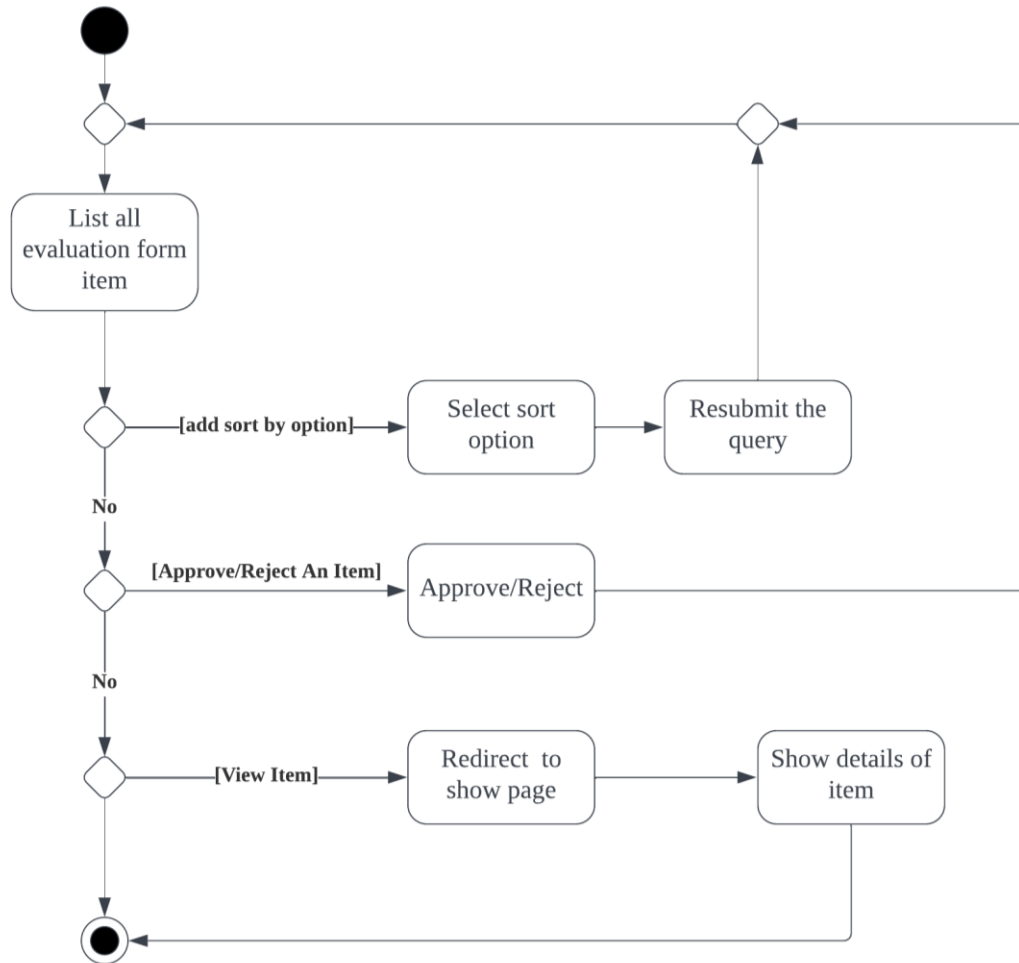 List all
evaluation form
item
[add sort by option]
Select sort
option
Resubmit the
query
No
[Approve/Reject An Item]
Approve/Reject
No
[View Item]
Redirect to
show page
Show details of
item